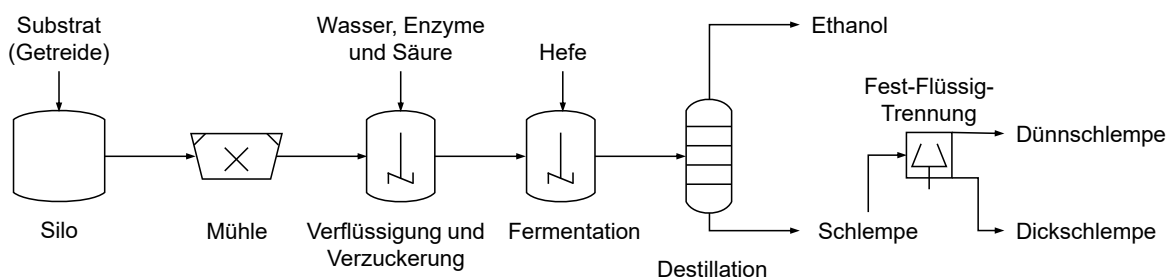 Substrat
(Getreide)
Wasser, Enzyme
und Säure
Hefe
Ethanol
Fest-Flüssig-
Trennung
Dünnschlempe
Silo
Mühle
Verflüssigung und
Verzuckerung
Fermentation
Destillation
Schlempe
Dickschlempe